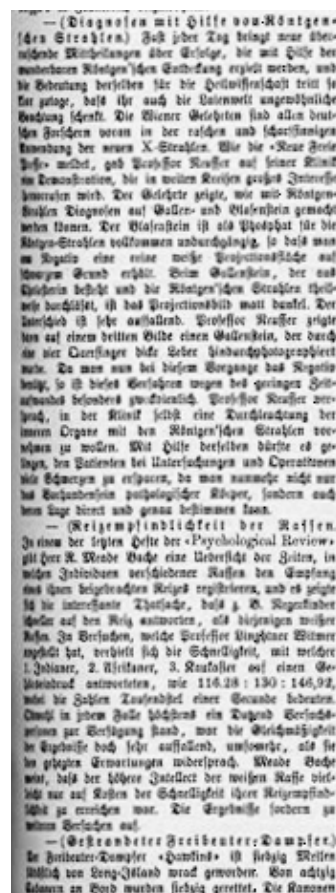 — (Diagnosen mit Hilfe von Röntgen-
schen Strahlen.) Fast jeder Tag bringt neue über-
raschende Mittheilungen über Erfolge, die mit Hilfe der
wunderbaren Röntgen'schen Entdeckung erzielt werden, und
die Bedeutung derselben für die Heilwissenschaft tritt so
klar zutage, dass ihr auch die Laienwelt ungewöhnliche
Beachtung schenkt. Die Wiener Gelehrten sind allen deut-
schen Forschern voran in der raschen und scharfsinnigen
Anwendung der neuen X-Strahlen. Wie die «Neue Freie
Presse» meldet, gab Professor Neusser auf seiner Klinik
ein Demonstration, die in weiten Kreisen großes Interesse
hervorrufen wird. Der Gelehrte zeigte, wie mit Röntgen-
Strahlen Diagnosen auf Gallen- und Blasenstein gemacht
werden können. Der Blasenstein ist als Phosphat für die
Röntgen-Strahlen vollkommen undurchgängig, so dass man
im Negativ eine reine weiße Projectionsfläche auf
schwarzem Grund erhält. Beim Gallenstein, der aus
Cholesterin besteht und die Röntgen'schen Strahlen theil-
weise durchlässt, ist das Projectionsbild matt dunkel. Der
Unterschied ist sehr auffallend. Professor Neusser zeigte
dann auf einem dritten Bilde einen Gallenstein, der durch
eine vier Querfinger dicke Leber hindurchphotographiert
wurde. Da man nun bei diesem Vorgange das Negativ
benützt, so ist dieses Verfahren wegen des geringen Zeit-
aufwandes besonders zweckdienlich. Professor Neusser ver-
sprach, in der Klinik selbst eine Durchleuchtung der
inneren Organe mit den Röntgen'schen Strahlen vor-
nehmen zu wollen. Mit Hilfe derselben dürfte es ge-
lingen, den Patienten bei Untersuchungen und Operationen
viele Schmerzen zu ersparen, da man nunmehr nicht nur
das Vorhandensein pathologischer Körper, sondern auch
deren Lage direct und genau bestimmen kann.
— (Reizempfindlichkeit der Rassen.
In einem der letzten Hefte der «Psychological Review»
gibt Herr R. Meade Bache eine Uebersicht der Zeiten, in
welchen Individuen verschiedener Rassen den Empfang
eines ihnen beigebrachten Reizes registrieren, und es zeigte
sich die interessante Thatsache, dass z. B. Negerkinder
schneller auf den Reiz antworten, als diejenigen weißer
Rassen. In Versuchen, welche Professor Witmer
angestellt hat, verhielt sich die Schnelligkeit, mit welcher
1. Indianer, 2. Afrikaner, 3. Kaukasier auf einen Ge-
hörseindruck antworteten, wie 116.28 : 130 : 146,92,
wobei die Zahlen Tausendstel einer Secunde bedeuten.
Obwohl in jedem Falle höchstens ein Dutzend Versuchs-
personen zur Verfügung stand, war die Gleichmäßigkeit
der Ergebnisse doch sehr auffallend, umsomehr, als sie
den gehegten Erwartungen widersprach. Meade Bache
meint, dass der höhere Intellect der weißen Rasse viel-
leicht nur auf Kosten der Schnelligkeit ihrer Reizempfind-
lichkeit zu erreichen war. Die Ergebnisse fordern zu
weiteren Versuchen auf.
— (Gestrandeter Freibeuter-Dampfer.)
Der Freibeuter-Dampfer «Hawkins» ist siebzig Meilen
südlich von Long-Island wrack geworden. Von achtzig
an Bord wurden siebzig gerettet. Die